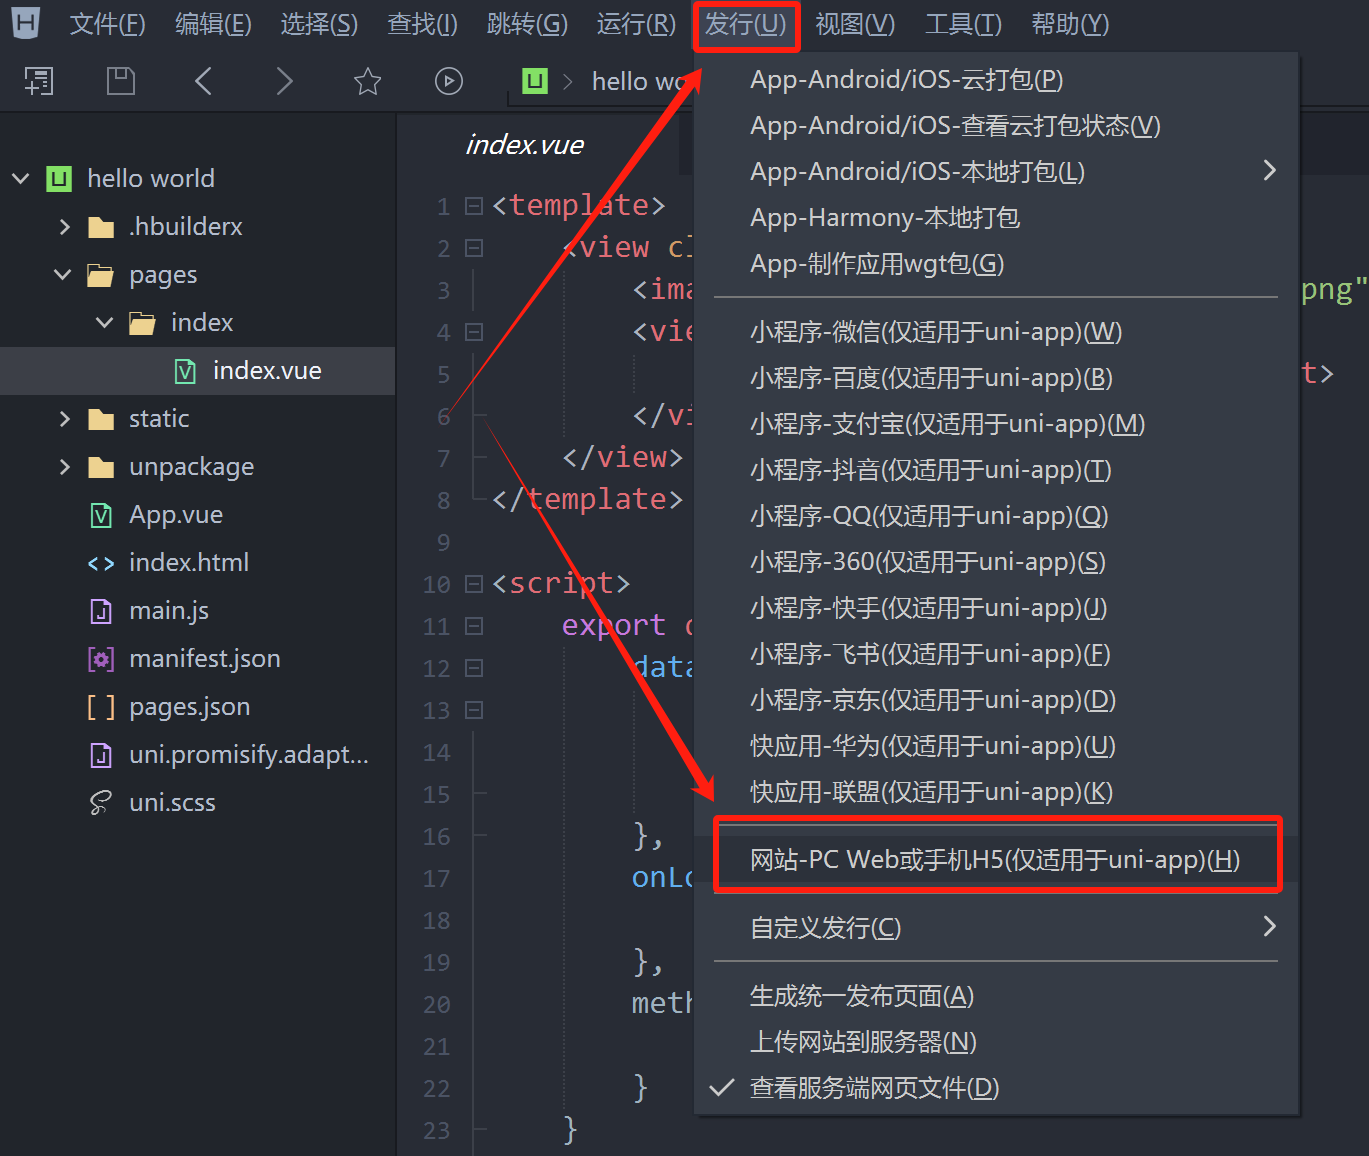 文件(F) 编辑(E) 选择(S) 查找(I) 跳转(G) 运行(R) 发行(U) 视图(V) 工具(T) 帮助(Y)
hello wo
hello world
.hbuilderx
pages
index
index.vue
static
unpackage
App.vue
index.html
main.js
manifest.json
pages.json
uni.promisify.adapt...
uni.scss
index.vue
1 <template>
2 <view cl
3 <ima png"
4 <vie
5 t>
6 </vi
7 </view>
8 </template>
9
10 <script>
11 export d
12 data
13
14
15
16 },
17 onLo
18
19 },
20 meth
21
22 }
23 }
App-Android/iOS-云打包(P)
App-Android/iOS-查看云打包状态(V)
App-Android/iOS-本地打包(L)
App-Harmony-本地打包
App-制作应用wgt包(G)
小程序-微信(仅适用于uni-app)(W)
小程序-百度(仅适用于uni-app)(B)
小程序-支付宝(仅适用于uni-app)(M)
小程序-抖音(仅适用于uni-app)(T)
小程序-QQ(仅适用于uni-app)(Q)
小程序-360(仅适用于uni-app)(S)
小程序-快手(仅适用于uni-app)(J)
小程序-飞书(仅适用于uni-app)(F)
小程序-京东(仅适用于uni-app)(D)
快应用-华为(仅适用于uni-app)(U)
快应用-联盟(仅适用于uni-app)(K)
网站-PC Web或手机H5(仅适用于uni-app)(H)
自定义发行(C)
生成统一发布页面(A)
上传网站到服务器(N)
查看服务端网页文件(D)